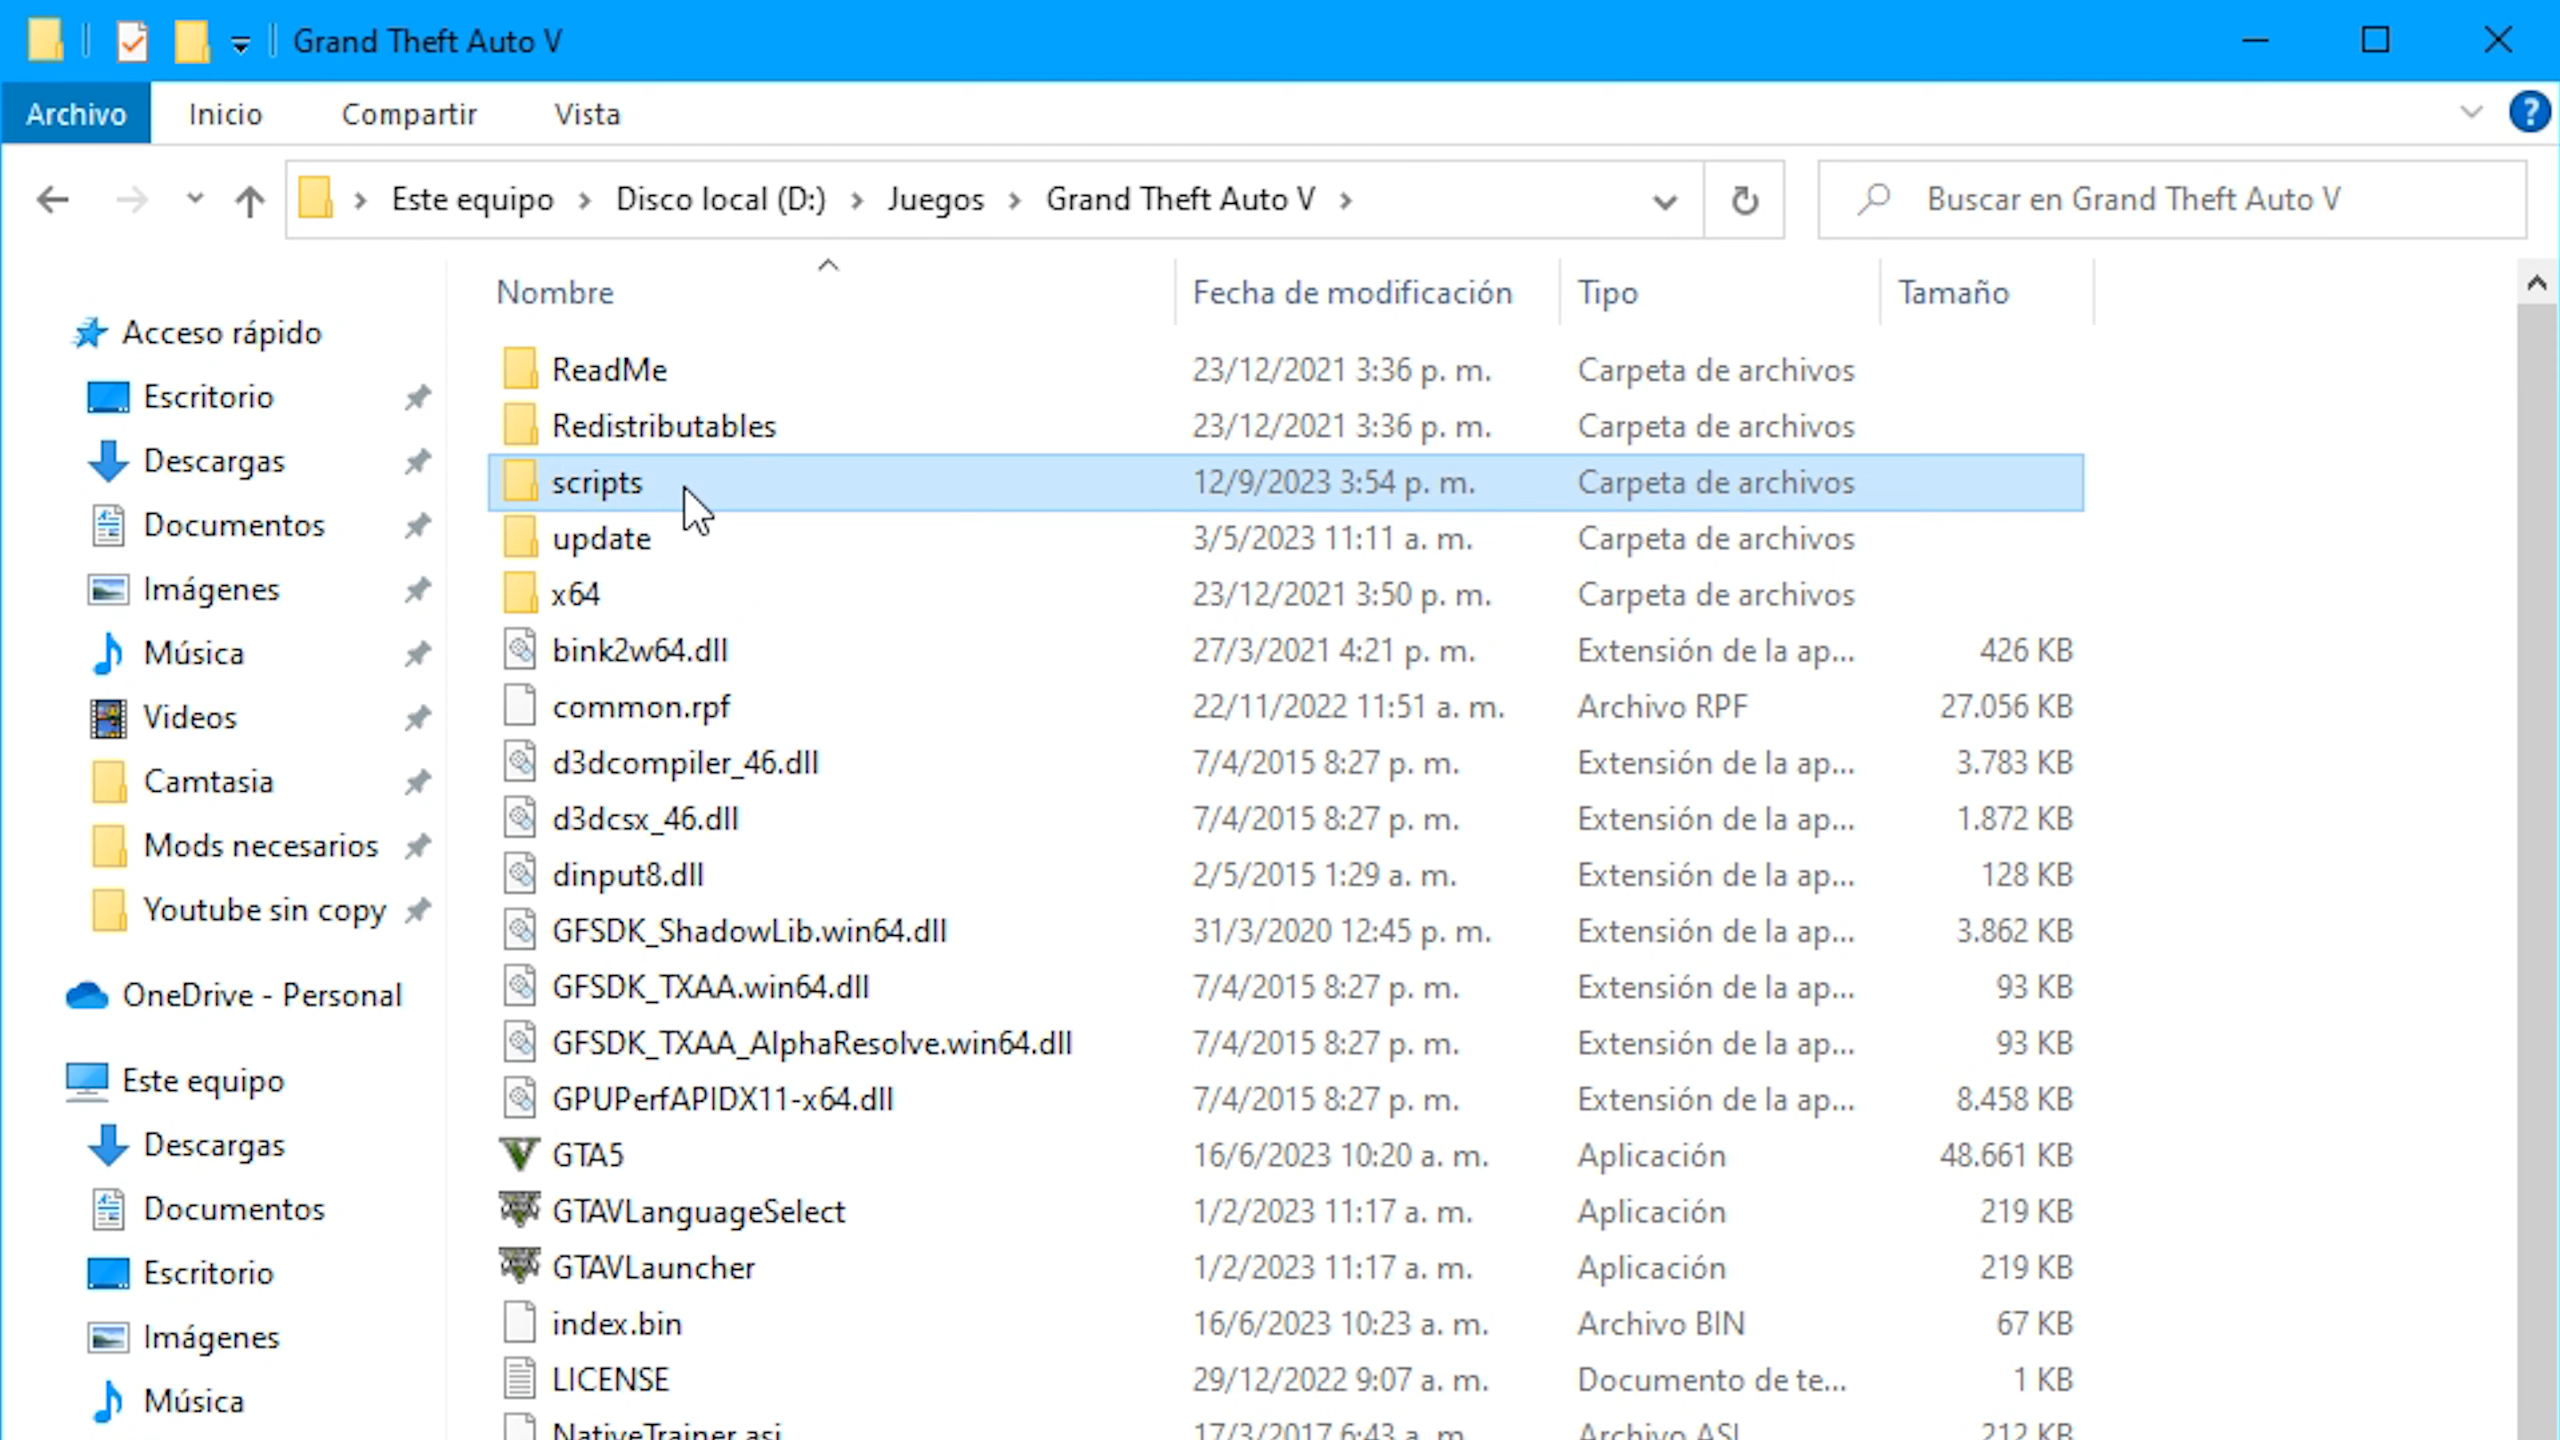 Grand Theft Auto V
Archivo Inicio Compartir Vista
Este equipo Disco local (D:) Juegos Grand Theft Auto V Buscar en Grand Theft Auto V
Nombre Fecha de modificación Tipo Tamaño
Acceso rápido
Escritorio
Descargas
Documentos
Imágenes
Música
Videos
Camtasia
Mods necesarios
Youtube sin copy
OneDrive - Personal
Este equipo
Descargas
Documentos
Escritorio
Imágenes
Música
ReadMe 23/12/2021 3:36 p. m. Carpeta de archivos
Redistributables 23/12/2021 3:36 p. m. Carpeta de archivos
scripts 12/9/2023 3:54 p. m. Carpeta de archivos
update 3/5/2023 11:11 a. m. Carpeta de archivos
x64 23/12/2021 3:50 p. m. Carpeta de archivos
bink2w64.dll 27/3/2021 4:21 p. m. Extensión de la ap... 426 KB
common.rpf 22/11/2022 11:51 a. m. Archivo RPF 27.056 KB
d3dcompiler_46.dll 7/4/2015 8:27 p. m. Extensión de la ap... 3.783 KB
d3dcsx_46.dll 7/4/2015 8:27 p. m. Extensión de la ap... 1.872 KB
dinput8.dll 2/5/2015 1:29 a. m. Extensión de la ap... 128 KB
GFSDK_ShadowLib.win64.dll 31/3/2020 12:45 p. m. Extensión de la ap... 3.862 KB
GFSDK_TXAA.win64.dll 7/4/2015 8:27 p. m. Extensión de la ap... 93 KB
GFSDK_TXAA_AlphaResolve.win64.dll 7/4/2015 8:27 p. m. Extensión de la ap... 93 KB
GPUPerfAPIDX11-x64.dll 7/4/2015 8:27 p. m. Extensión de la ap... 8.458 KB
GTA5 16/6/2023 10:20 a. m. Aplicación 48.661 KB
GTAVLanguageSelect 1/2/2023 11:17 a. m. Aplicación 219 KB
GTAVLauncher 1/2/2023 11:17 a. m. Aplicación 219 KB
index.bin 16/6/2023 10:23 a. m. Archivo BIN 67 KB
LICENSE 29/12/2022 9:07 a. m. Documento de te... 1 KB
NativeTrainer.asi 17/3/2017 6:43 a. m. Archivo ASI 212 KB